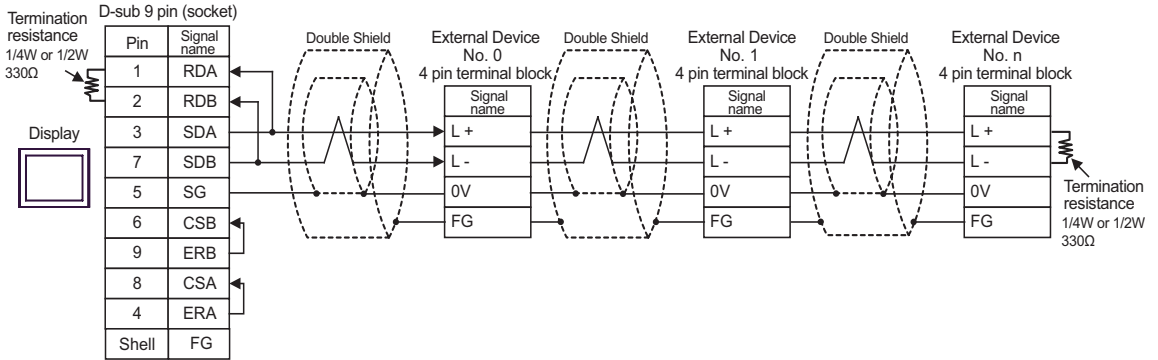 Termination
resistance
1/4W or 1/2W
330Ω
Display
D-sub 9 pin (socket)
Pin Signal name
1 RDA
2 RDB
3 SDA
7 SDB
5 SG
6 CSB
9 ERB
8 CSA
4 ERA
Shell FG
Double Shield
External Device
No. 0
4 pin terminal block
Signal
name
L +
L -
0V
FG
Double Shield
External Device
No. 1
4 pin terminal block
Signal
name
L +
L -
0V
FG
Double Shield
External Device
No. n
4 pin terminal block
Signal
name
L +
L -
0V
FG
Termination
resistance
1/4W or 1/2W
330Ω